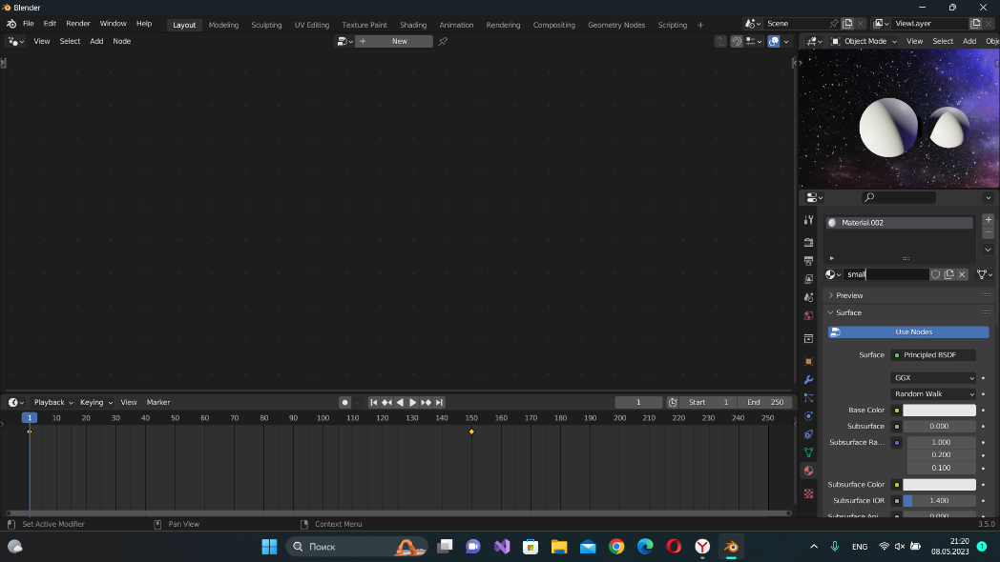 Blender
File Edit Render Window Help Layout Modeling Sculpting UV Editing Texture Paint Shading Animation Rendering Compositing Geometry Nodes Scripting + Scene ViewLayer
View Select Add Node New Object Mode View Select Add Obje
Material.002
small
Preview
Surface
Use Nodes
Surface Principled BSDF
GGX
Random Walk
Base Color
Subsurface 0.000
Subsurface Ra... 1.000
0.200
0.100
Subsurface Color
Subsurface IOR 1.400
Subsurface Ani... 0.000
Playback Keying View Marker 1 Start 1 End 250
1 10 20 30 40 50 60 70 80 90 100 110 120 130 140 150 160 170 180 190 200 210 220 230 240 250
Set Active Modifier Pan View Context Menu 3.5.0
Поиск ENG 21:20
08.05.2023 1